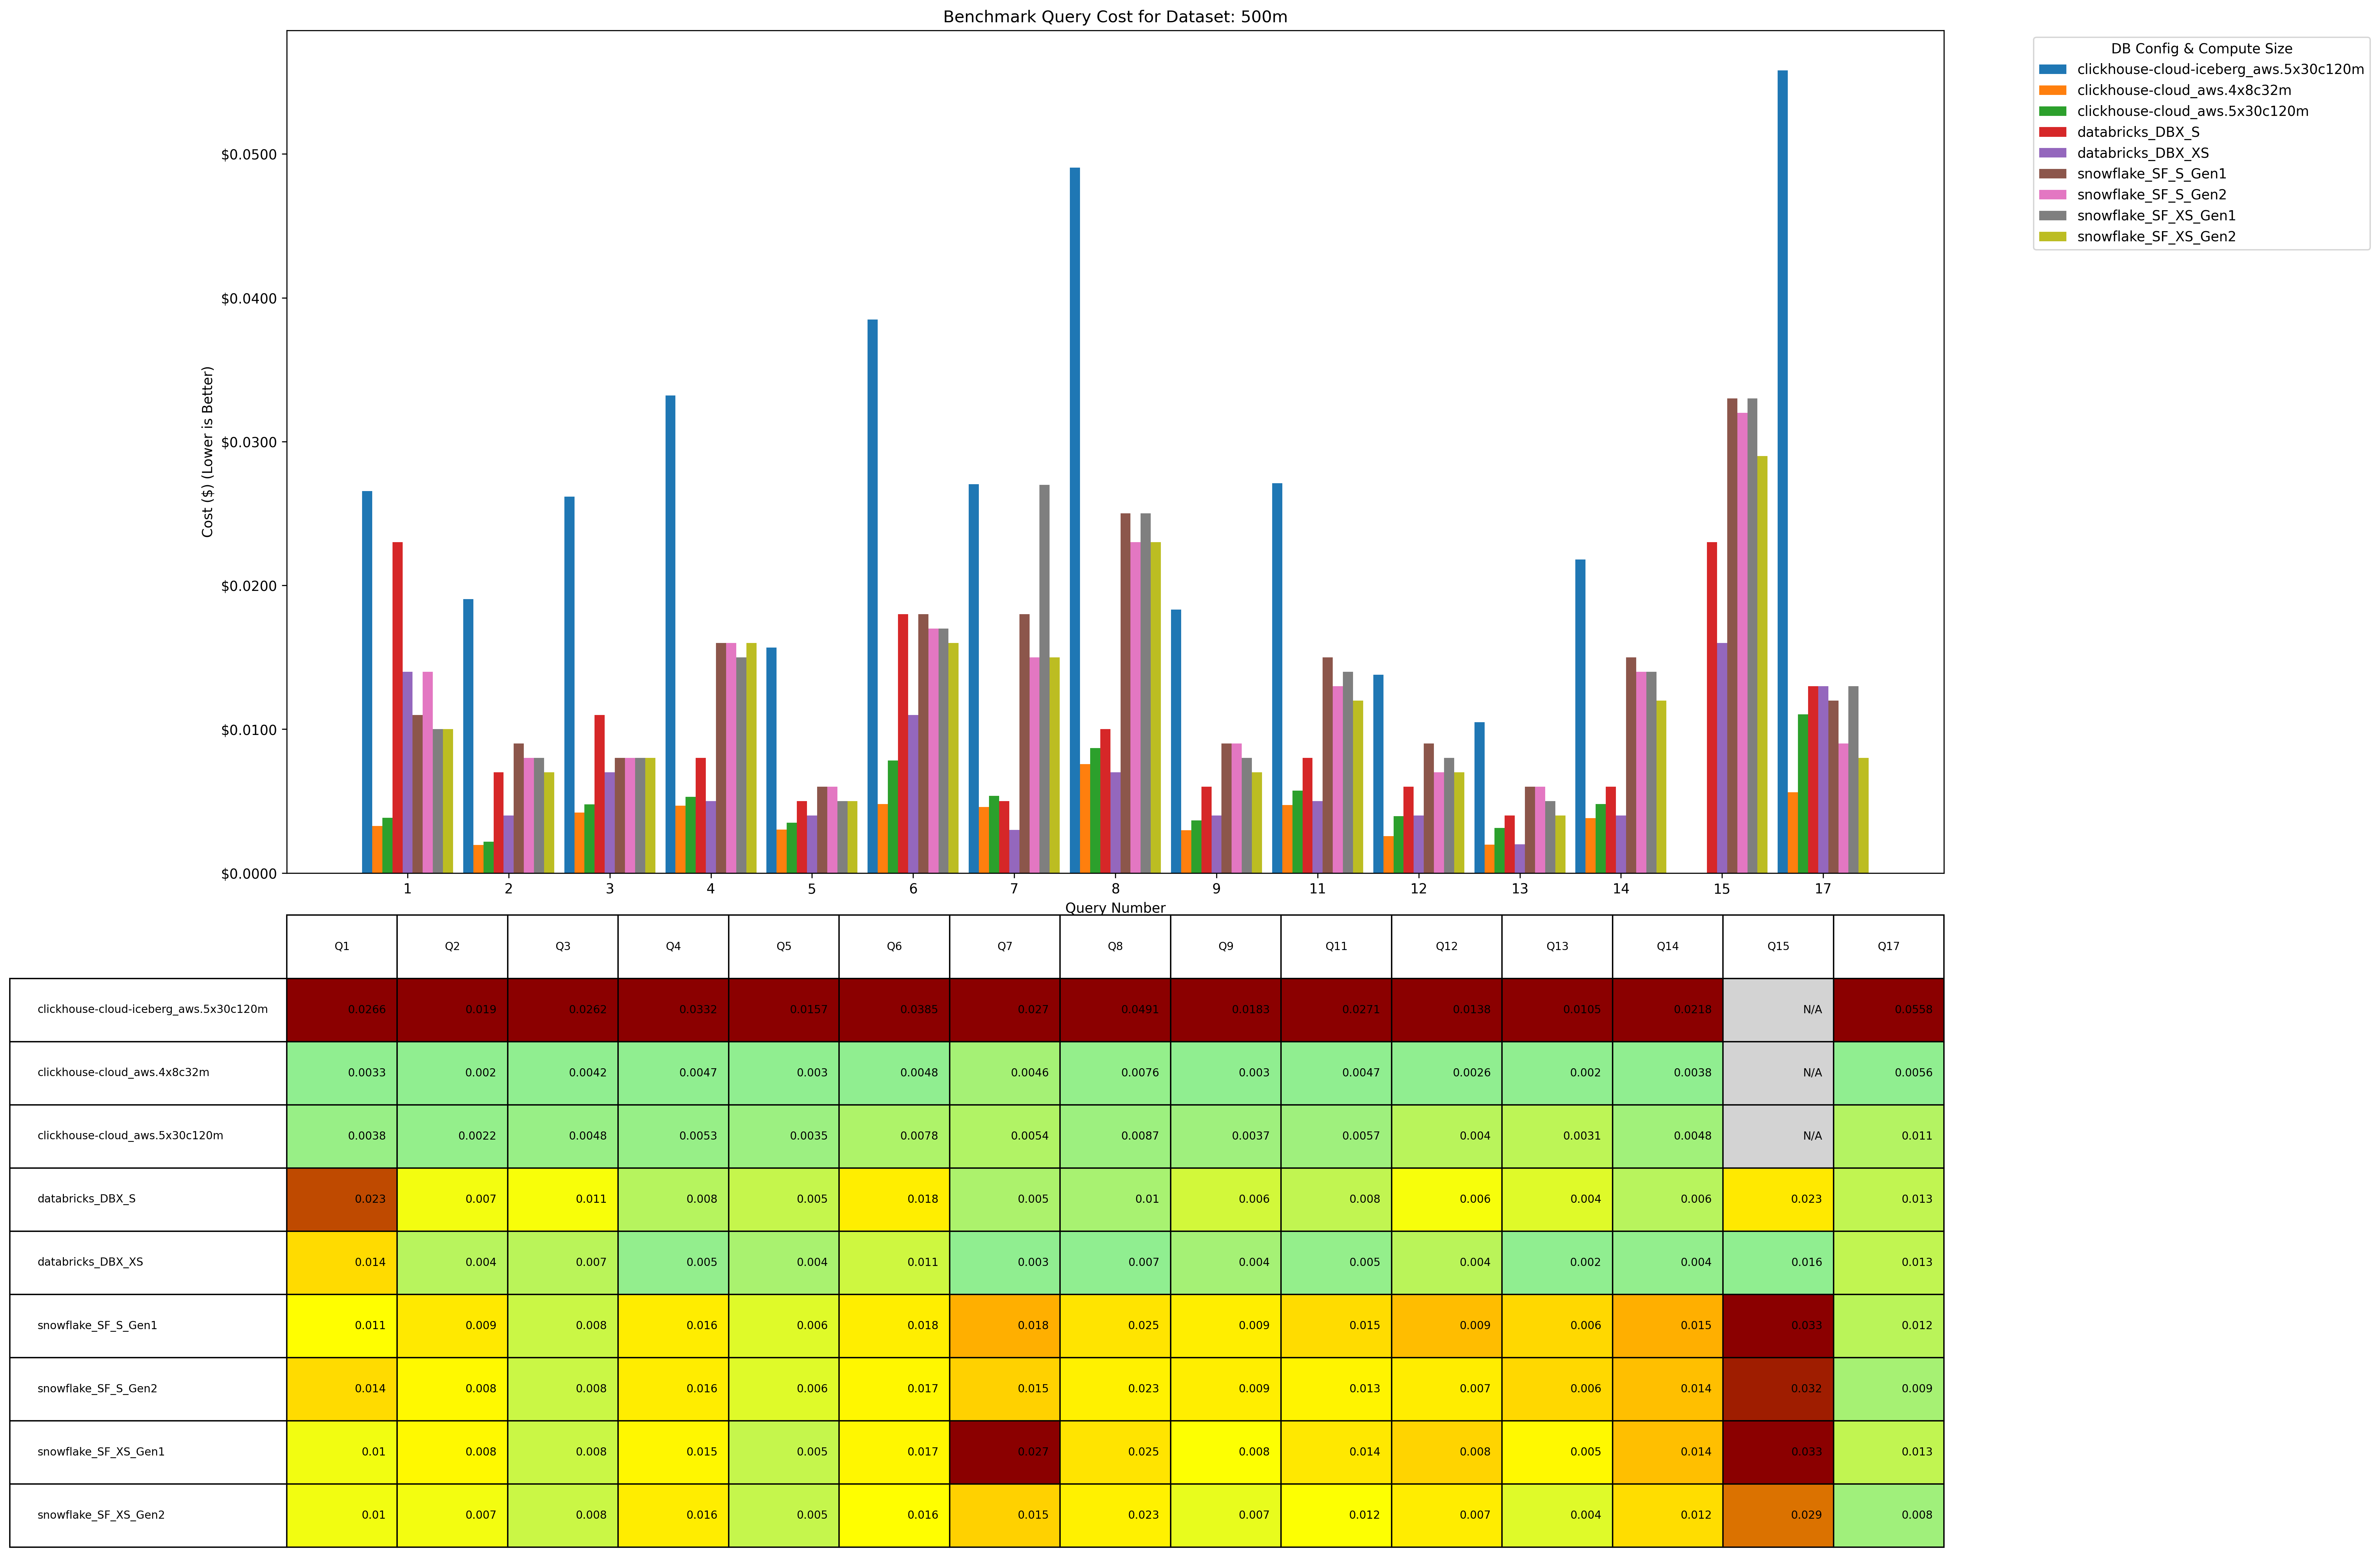 Benchmark Query Cost for Dataset: 500m
DB Config & Compute Size
clickhouse-cloud-iceberg_aws.5x30c120m
clickhouse-cloud_aws.4x8c32m
clickhouse-cloud_aws.5x30c120m
databricks_DBX_S
databricks_DBX_XS
snowflake_SF_S_Gen1
snowflake_SF_S_Gen2
snowflake_SF_XS_Gen1
snowflake_SF_XS_Gen2
Cost ($) (Lower is Better)
$0.0500
$0.0400
$0.0300
$0.0200
$0.0100
$0.0000
1 2 3 4 5 6 7 8 9 11 12 13 14 15 17
Query Number
Q1 Q2 Q3 Q4 Q5 Q6 Q7 Q8 Q9 Q11 Q12 Q13 Q14 Q15 Q17
clickhouse-cloud-iceberg_aws.5x30c120m 0.0266 0.019 0.0262 0.0332 0.0157 0.0385 0.027 0.0491 0.0183 0.0271 0.0138 0.0105 0.0218 N/A 0.0558
clickhouse-cloud_aws.4x8c32m 0.0033 0.002 0.0042 0.0047 0.003 0.0048 0.0046 0.0076 0.003 0.0047 0.0026 0.002 0.0038 N/A 0.0056
clickhouse-cloud_aws.5x30c120m 0.0038 0.0022 0.0048 0.0053 0.0035 0.0078 0.0054 0.0087 0.0037 0.0057 0.004 0.0031 0.0048 N/A 0.011
databricks_DBX_S 0.023 0.007 0.011 0.008 0.005 0.018 0.005 0.01 0.006 0.008 0.006 0.004 0.006 0.023 0.013
databricks_DBX_XS 0.014 0.004 0.007 0.005 0.004 0.011 0.003 0.007 0.004 0.005 0.004 0.002 0.004 0.016 0.013
snowflake_SF_S_Gen1 0.011 0.009 0.008 0.016 0.006 0.018 0.018 0.025 0.009 0.015 0.009 0.006 0.015 0.033 0.012
snowflake_SF_S_Gen2 0.014 0.008 0.008 0.016 0.006 0.017 0.015 0.023 0.009 0.013 0.007 0.006 0.014 0.032 0.009
snowflake_SF_XS_Gen1 0.01 0.008 0.008 0.015 0.005 0.017 0.027 0.025 0.008 0.014 0.008 0.005 0.014 0.033 0.013
snowflake_SF_XS_Gen2 0.01 0.007 0.008 0.016 0.005 0.016 0.015 0.023 0.007 0.012 0.007 0.004 0.012 0.029 0.008